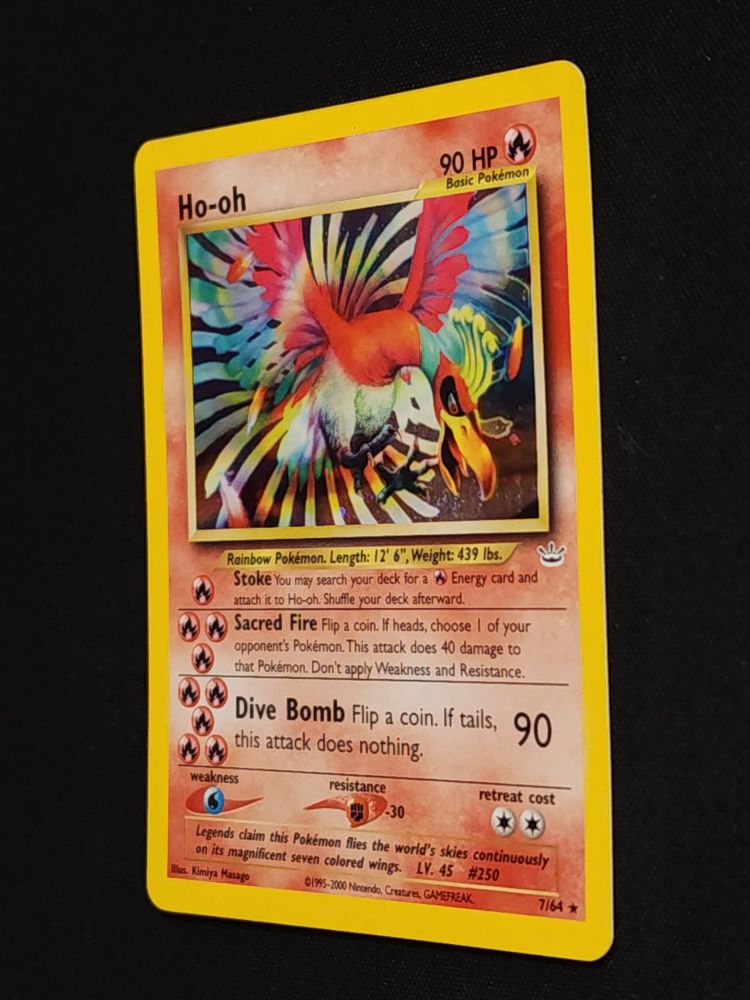 90 HP
Basic Pokémon
Ho-oh
Rainbow Pokémon. Length: 12' 6", Weight: 439 lbs.
Stoke You may search your deck for a Energy card and
attach it to Ho-oh. Shuffle your deck afterward.
Sacred Fire Flip a coin. If heads, choose 1 of your
opponent's Pokémon. This attack does 40 damage to
that Pokémon. Don't apply Weakness and Resistance.
Dive Bomb Flip a coin. If tails,
this attack does nothing.
90
weakness
resistance
-30
retreat cost
Legends claim this Pokémon flies the world's skies continuously
on its magnificent seven colored wings. LV. 45 #250
Illus. Kimiya Masago
©1995-2000 Nintendo, Creatures, GAMEFREAK.
7/64 ★